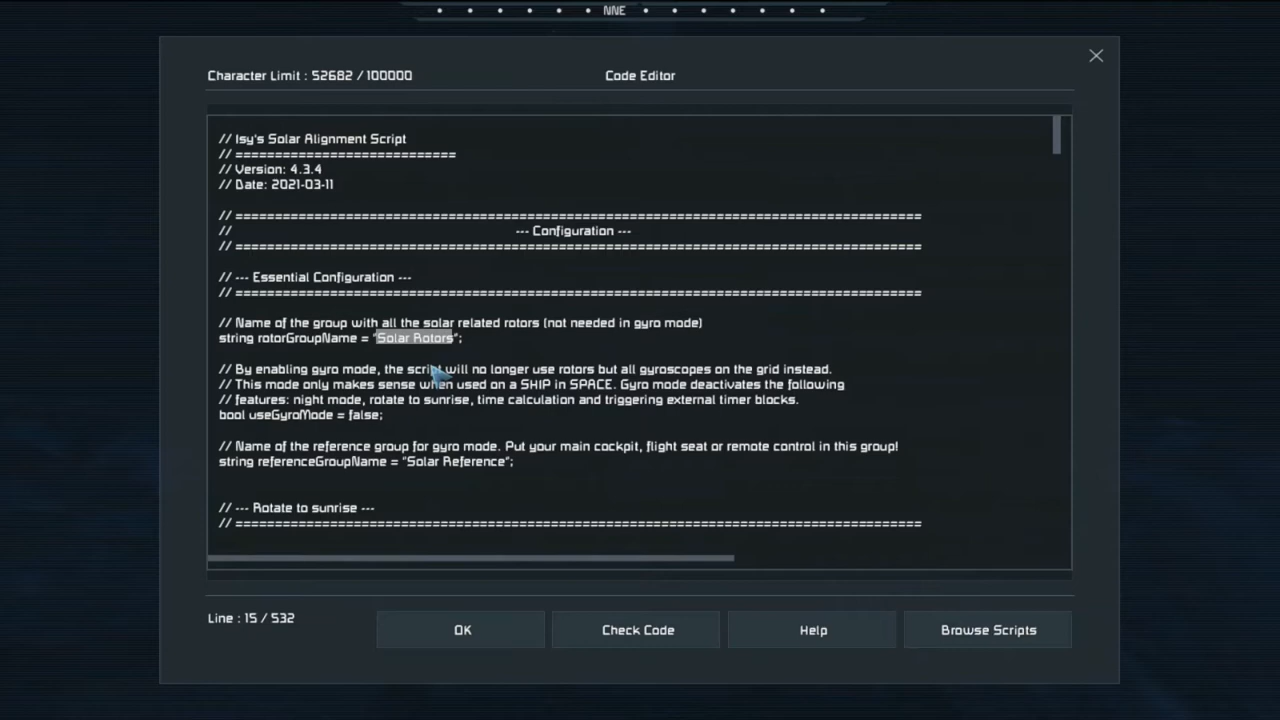 NNE
Character Limit : 52682 / 100000
Code Editor
// Isy's Solar Alignment Script
// ===========================
// Version: 4.3.4
// Date: 2021-03-11
// ====================================================================================
// --- Configuration ---
// ====================================================================================
// --- Essential Configuration ---
// ====================================================================================
// Name of the group with all the solar related rotors (not needed in gyro mode)
string rotorGroupName = "Solar Rotors";
// By enabling gyro mode, the script will no longer use rotors but all gyroscopes on the grid instead.
// This mode only makes sense when used on a SHIP in SPACE. Gyro mode deactivates the following
// features: night mode, rotate to sunrise, time calculation and triggering external timer blocks.
bool useGyroMode = false;
// Name of the reference group for gyro mode. Put your main cockpit, flight seat or remote control in this group!
string referenceGroupName = "Solar Reference";
// --- Rotate to sunrise ---
// ====================================================================================
Line : 15 / 532
OK
Check Code
Help
Browse Scripts